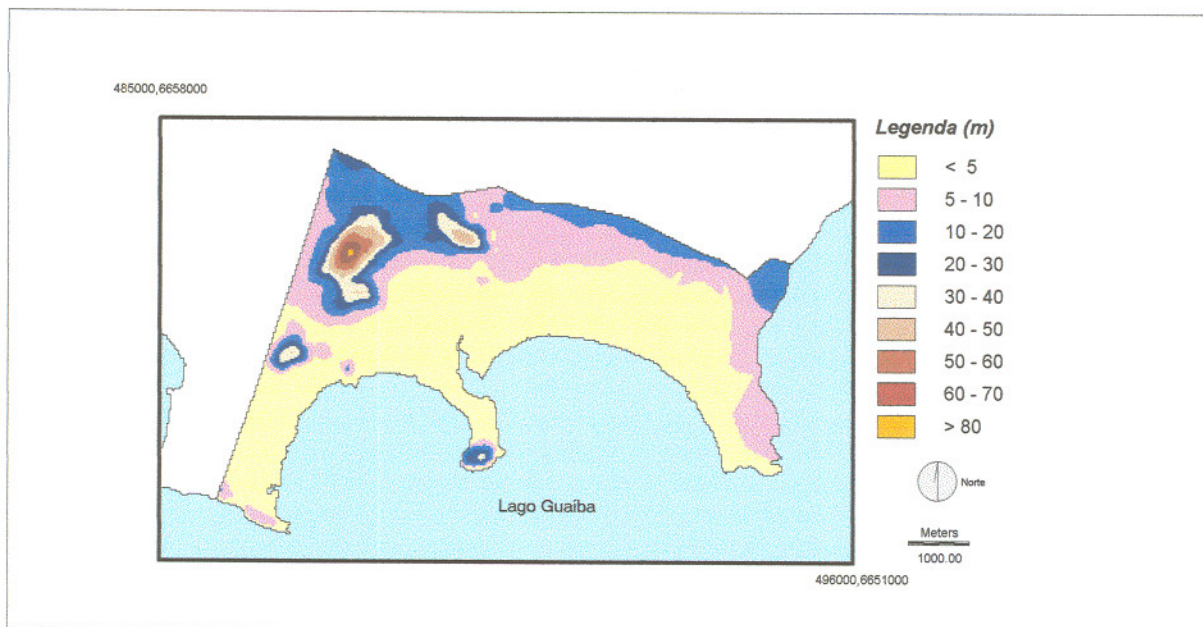 485000,6658000
Legenda (m)
< 5
5 - 10
10 - 20
20 - 30
30 - 40
40 - 50
50 - 60
60 - 70
> 80
Norte
Lago Guaíba
Meters
1000.00
496000,6651000